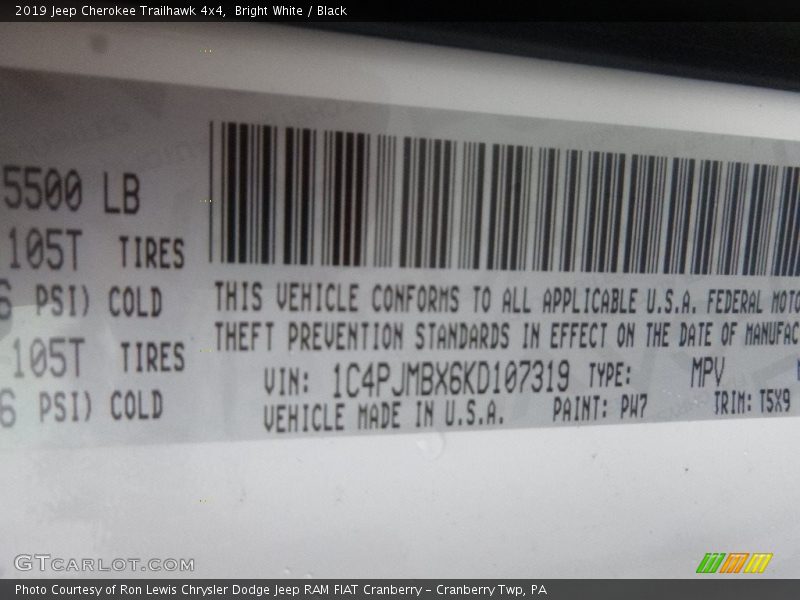 2019 Jeep Cherokee Trailhawk 4x4,  Bright White / Black
5500 LB
105T TIRES
6 PSI) COLD
105T TIRES
6 PSI) COLD
THIS VEHICLE CONFORMS TO ALL APPLICABLE U.S.A. FEDERAL MOTO
THEFT PREVENTION STANDARDS IN EFFECT ON THE DATE OF MANUFAC
VIN: 1C4PJMBX6KD107319 TYPE: MPV
VEHICLE MADE IN U.S.A. PAINT: PW7 TRIM: T5X9
GTCARLOT.COM
Photo Courtesy of Ron Lewis Chrysler Dodge Jeep RAM FIAT Cranberry – Cranberry Twp, PA